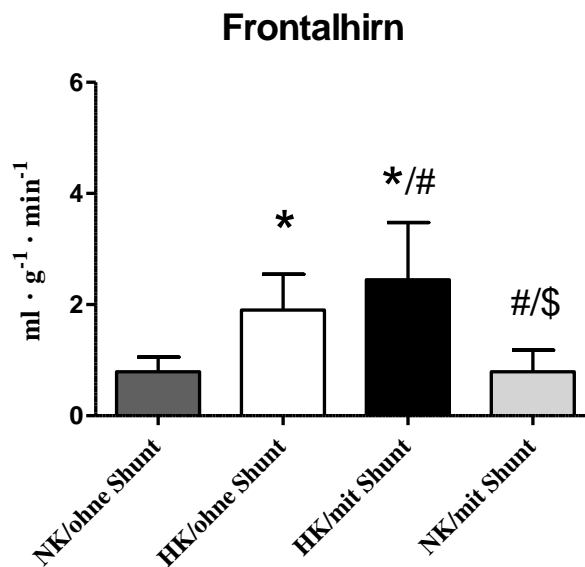 Frontalhirn
ml · g⁻¹ · min⁻¹
6
4
2
0
*
*/#
#/$
NK/ohne Shunt
HK/ohne Shunt
HK/mit Shunt
NK/mit Shunt